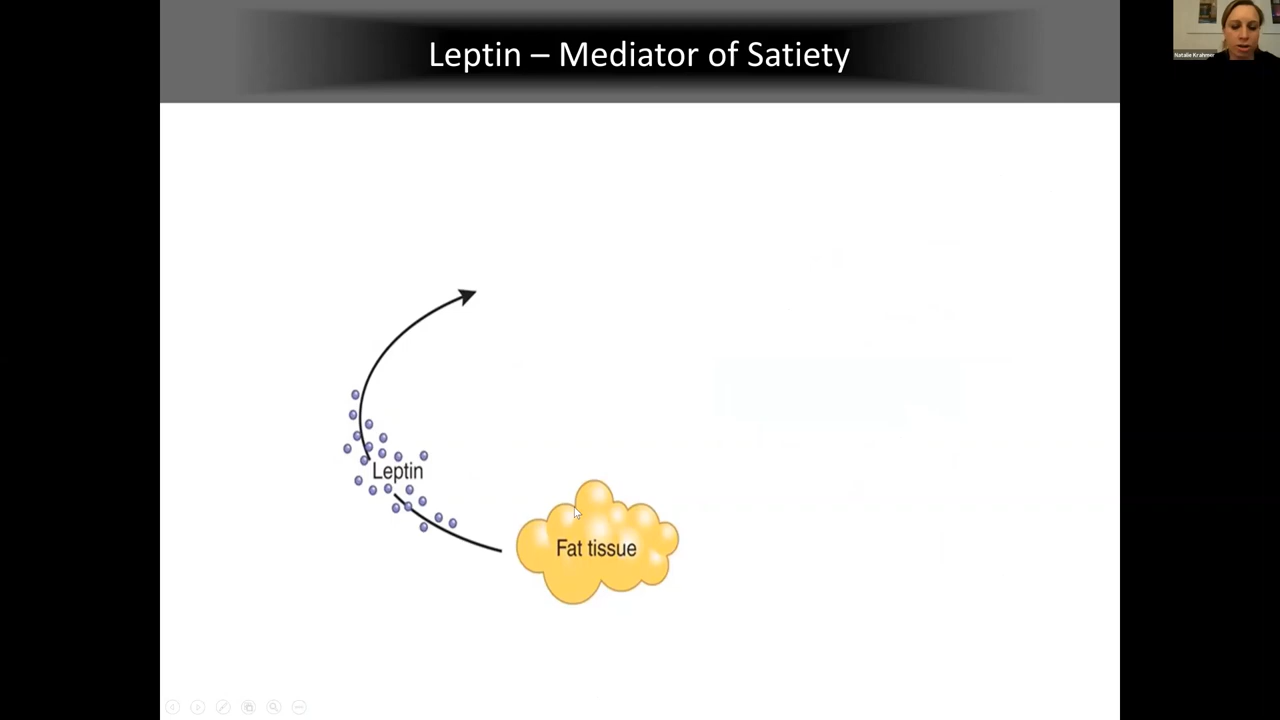 Leptin – Mediator of Satiety
Natalie Krahmer
Leptin
Fat tissue